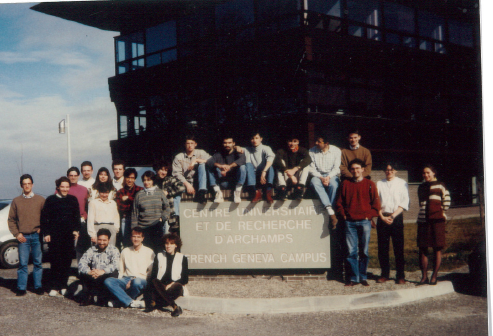 CENTRE UNIVERSITAIRE
ET DE RECHERCHE
D'ARCHAMPS
FRENCH GENEVA CAMPUS